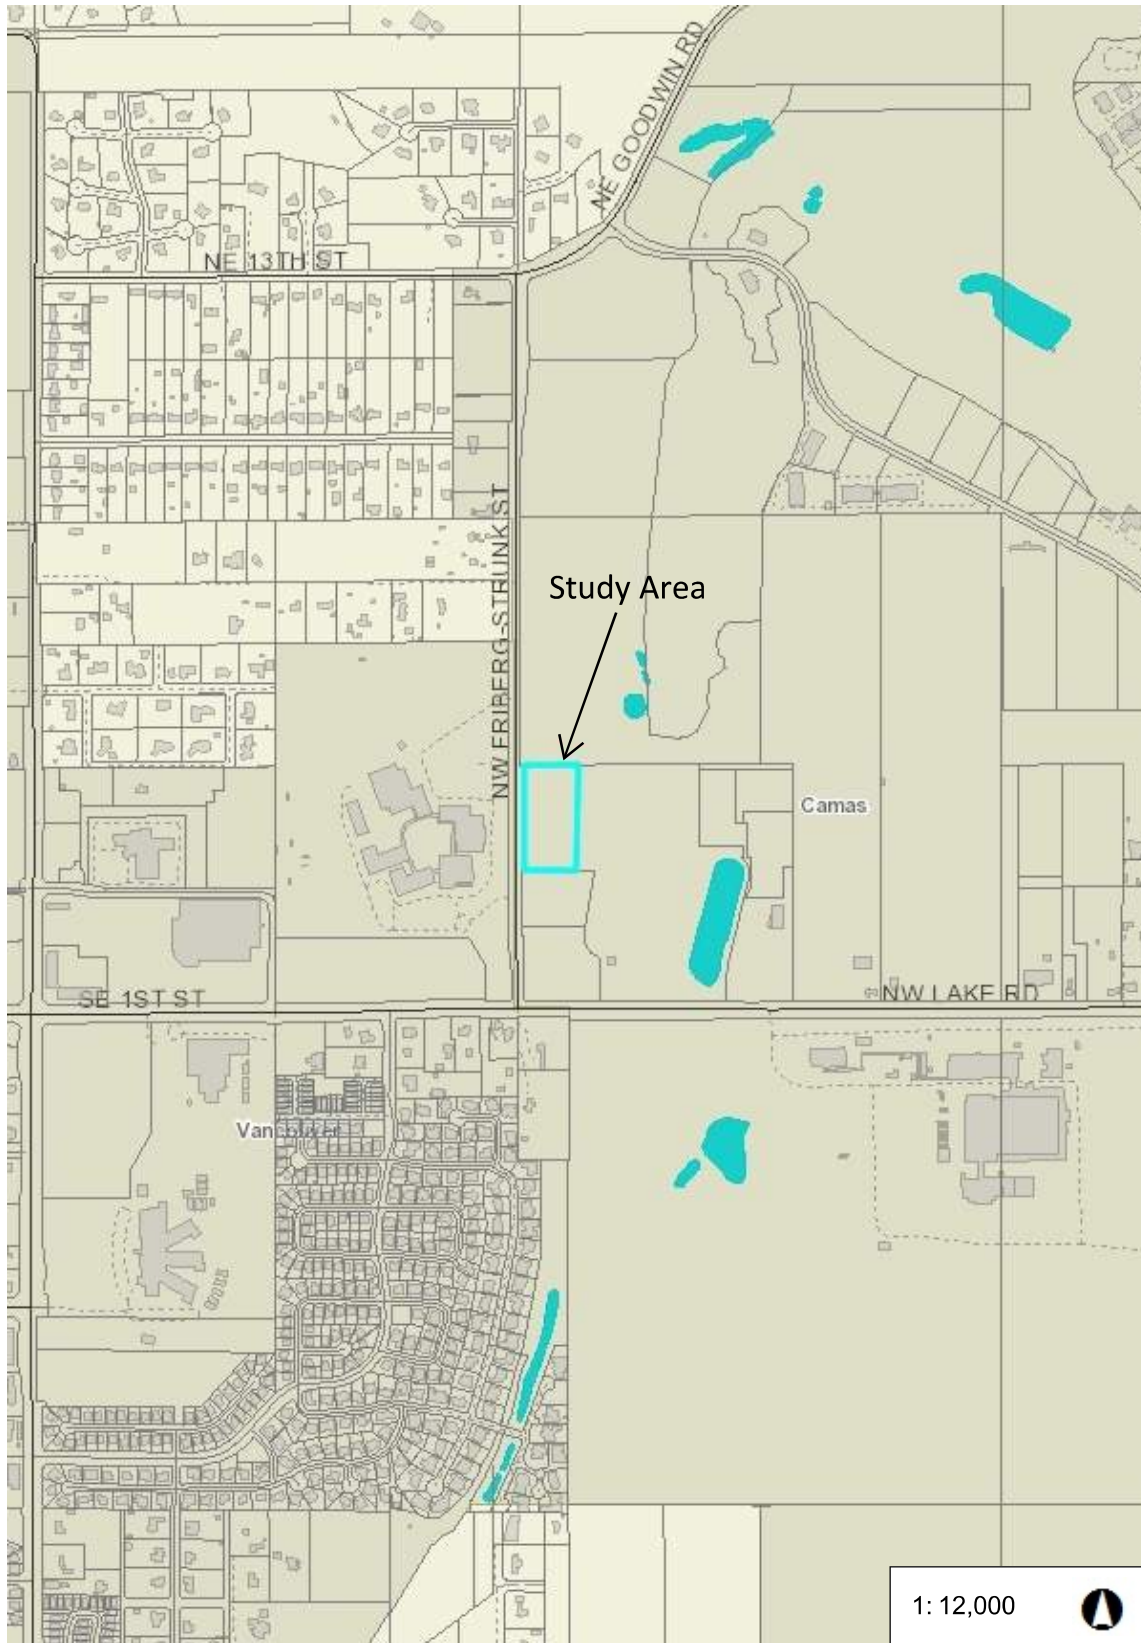 NE GOODWIN RD
NE 13TH ST
NW FRIBERG-STRUNK ST
Study Area
Camas
SE 1ST ST
NW LAKE RD
Vancouver
1: 12,000